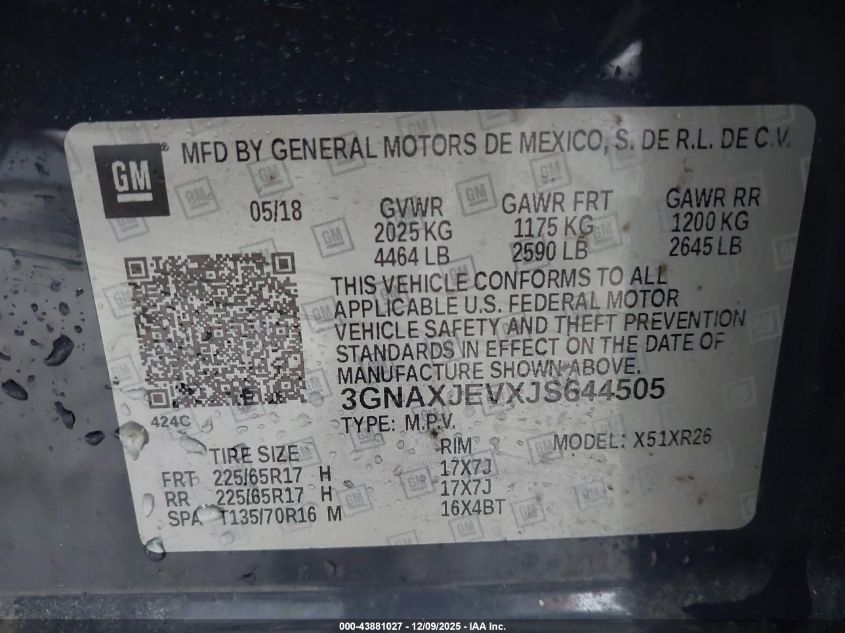 GM
MFD BY GENERAL MOTORS DE MEXICO, S. DE R.L. DE C.V.
05/18
GVWR
2025 KG
4464 LB
GAWR FRT
1175 KG
2590 LB
GAWR RR
1200 KG
2645 LB
THIS VEHICLE CONFORMS TO ALL
APPLICABLE U.S. FEDERAL MOTOR
VEHICLE SAFETY AND THEFT PREVENTION
STANDARDS IN EFFECT ON THE DATE OF
MANUFACTURE SHOWN ABOVE.
3GNAXJEVXJS644505
424C
TYPE: M.P.V.
MODEL: X51XR26
TIRE SIZE RIM
FRT 225/65R17 H 17X7J
RR 225/65R17 H 17X7J
SPA T135/70R16 M 16X4BT
000-43881027 - 12/09/2025 - IAA Inc.